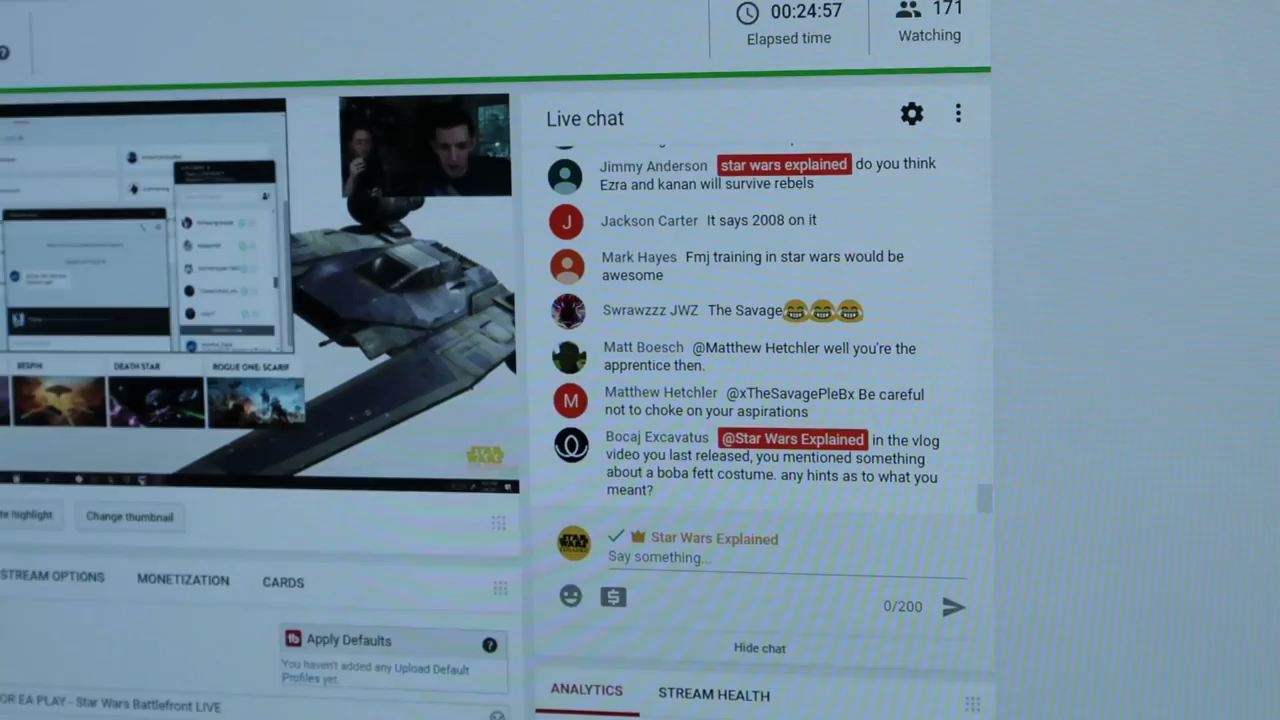 00:24:57
Elapsed time
171
Watching
Live chat
Jimmy Anderson star wars explained do you think
Ezra and kanan will survive rebels
Jackson Carter It says 2008 on it
Mark Hayes Fmj training in star wars would be
awesome
Swrawzzz JWZ The Savage😂😂😂
Matt Boesch @Matthew Hetchler well you're the
apprentice then.
Matthew Hetchler @xTheSavagePleBx Be careful
not to choke on your aspirations
Bocaj Excavatus @Star Wars Explained in the vlog
video you last released, you mentioned something
about a boba fett costume. any hints as to what you
meant?
Star Wars Explained
Say something...
0/200
Hide chat
ANALYTICS
STREAM HEALTH
BESPIN
DEATH STAR
ROGUE ONE: SCARIF
STAR
WARS
highlight
Change thumbnail
STREAM OPTIONS
MONETIZATION
CARDS
tb Apply Defaults
You haven't added any Upload Default
Profiles yet.
EA PLAY - Star Wars Battlefront LIVE